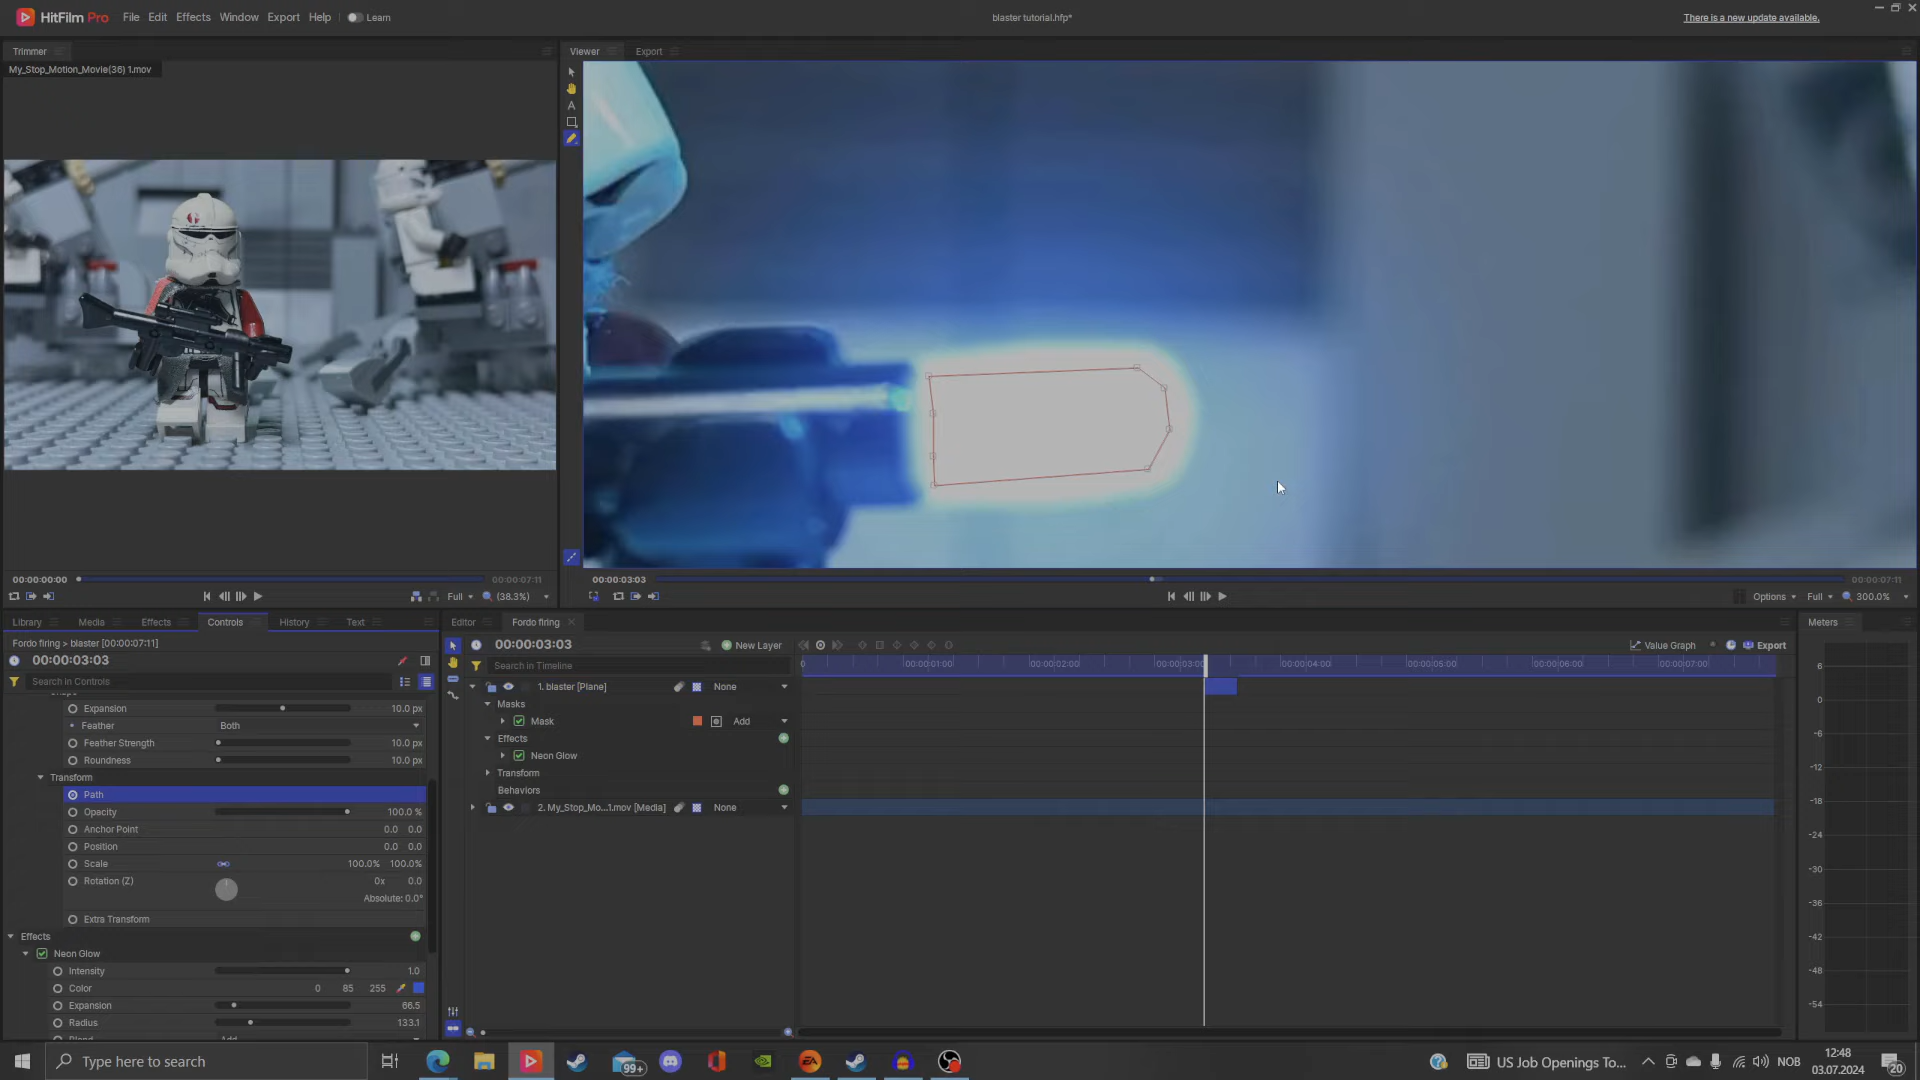 HitFilm Pro File Edit Effects Window Export Help Learn
blaster tutorial.hfp*
There is a new update available.
Trimmer
My_Stop_Motion_Movie(36) 1.mov
Viewer Export
00:00:00:00 00:00:07:11
Full (38.3%)
00:00:03:03 00:00:07:11
Options Full 300.0%
Library Media Effects Controls History Text
Fordo firing > blaster [00:00:07:11]
00:00:03:03
Search in Controls
Expansion 10.0 px
Feather Both
Feather Strength 10.0 px
Roundness 10.0 px
Transform
Path
Opacity 100.0 %
Anchor Point 0.0 0.0
Position 0.0 0.0
Scale 100.0% 100.0%
Rotation (Z) 0x 0.0
Absolute: 0.0°
Extra Transform
Effects
Neon Glow
Intensity 1.0
Color 0 85 255
Expansion 66.5
Radius 133.1
Editor Fordo firing
00:00:03:03 New Layer
Value Graph Export
Search in Timeline
0 00:00:01:00 00:00:02:00 00:00:03:00 00:00:04:00 00:00:05:00 00:00:06:00 00:00:07:00
1. blaster [Plane] None
Masks
Mask Add
Effects
Neon Glow
Transform
Behaviors
2. My_Stop_Mo...1.mov [Media] None
Meters
6
0
-6
-12
-18
-24
-30
-36
-42
-48
-54
Type here to search
99+
US Job Openings To...
NOB
12:48
03.07.2024
20